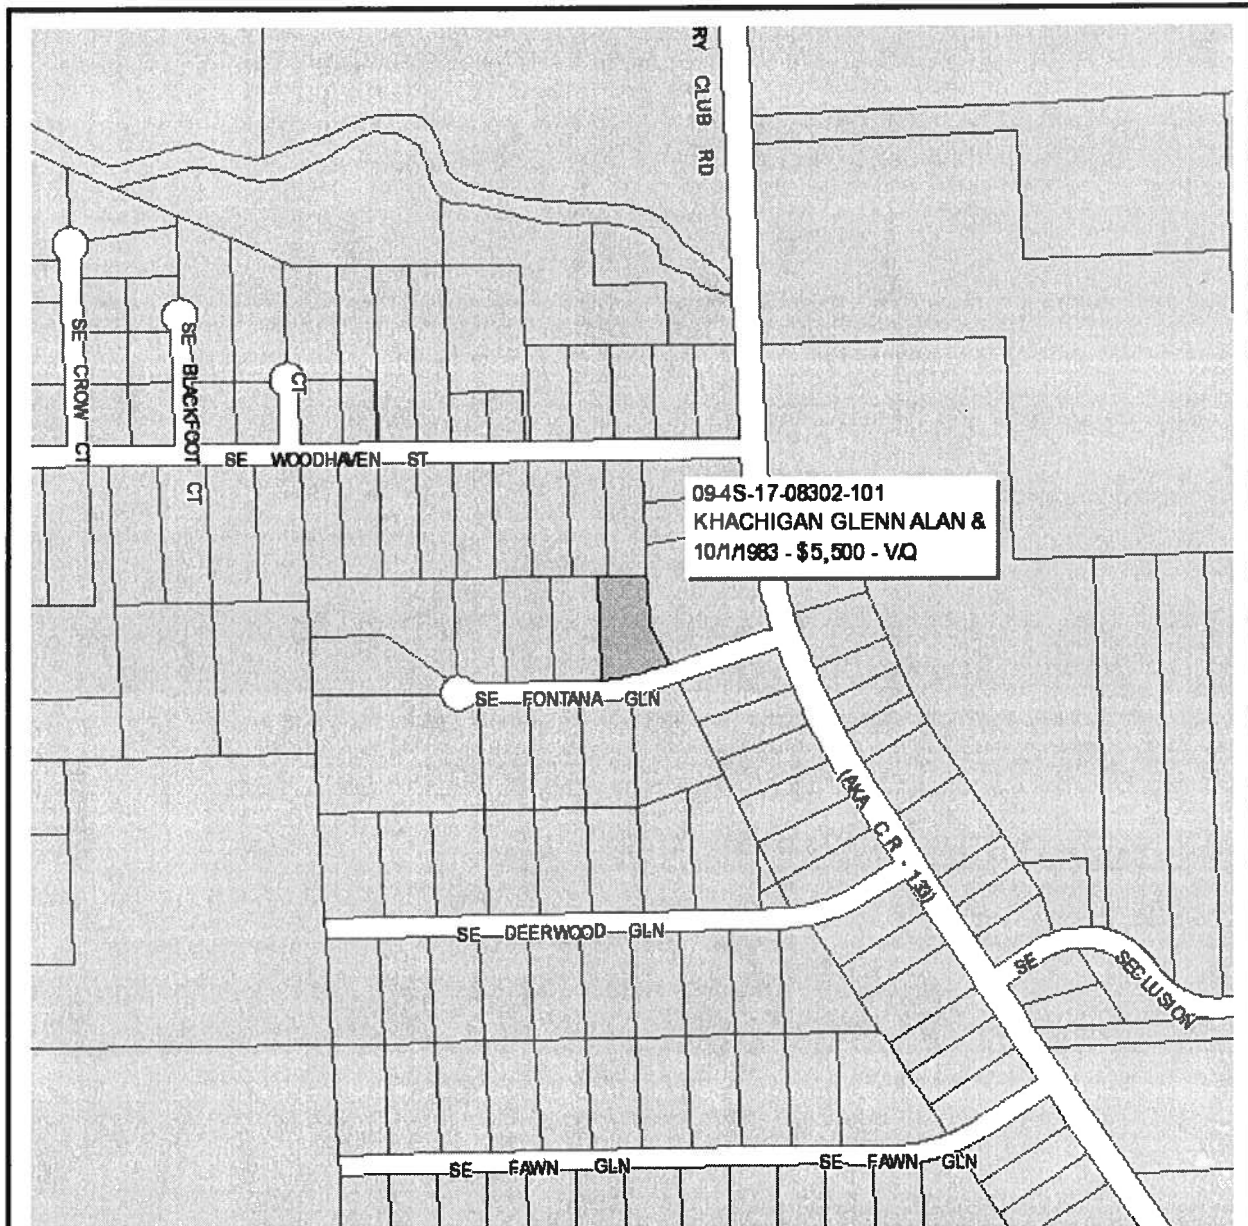 RY CLUB RD
SE CROW CT
SE BLACKFOOT CT
CT
SE WOODHAVEN ST
09-4S-17-08302-101
KHACHIGAN GLENN ALAN &
10/1/1983 - $5,500 - V/Q
SE FONTANA GLN
(AKA C.R. - 133)
SE DEERWOOD GLN
SE SECLUSION
SE FAWN GLN
SE FAWN GLN